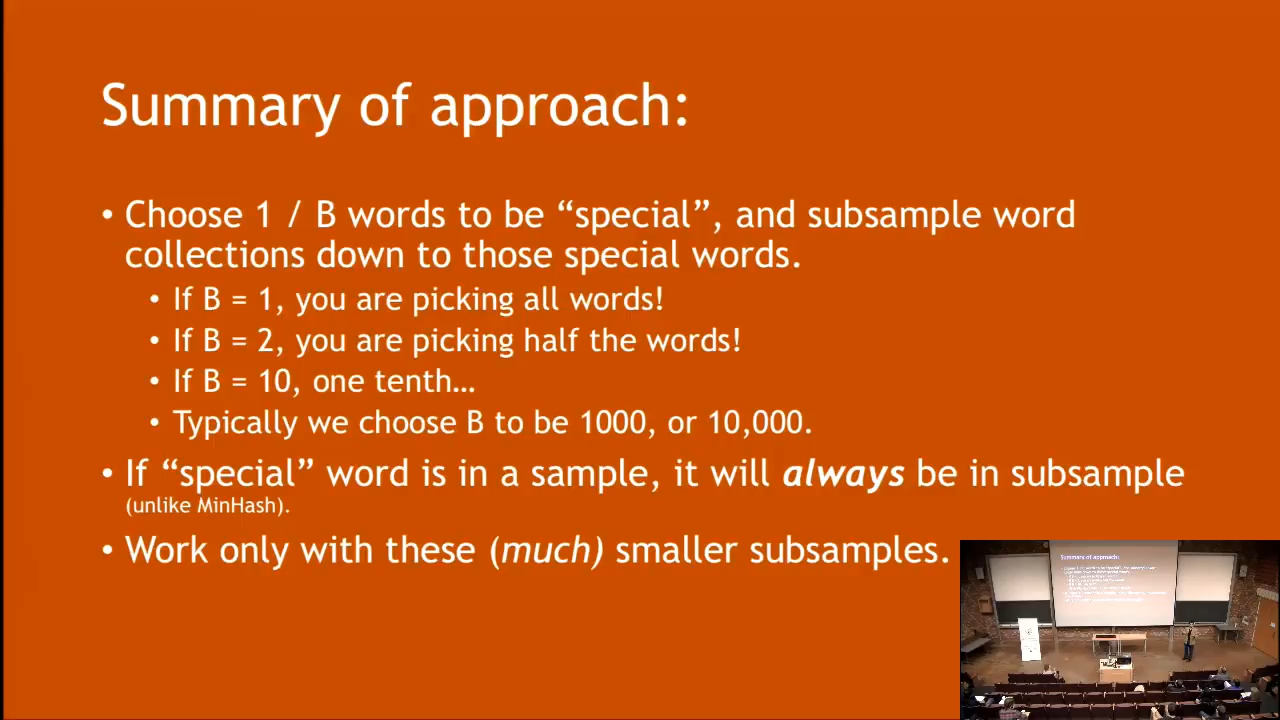 Summary of approach:
• Choose 1 / B words to be “special”, and subsample word
collections down to those special words.
• If B = 1, you are picking all words!
• If B = 2, you are picking half the words!
• If B = 10, one tenth…
• Typically we choose B to be 1000, or 10,000.
• If “special” word is in a sample, it will always be in subsample
(unlike MinHash).
• Work only with these (much) smaller subsamples.
Summary of approach: